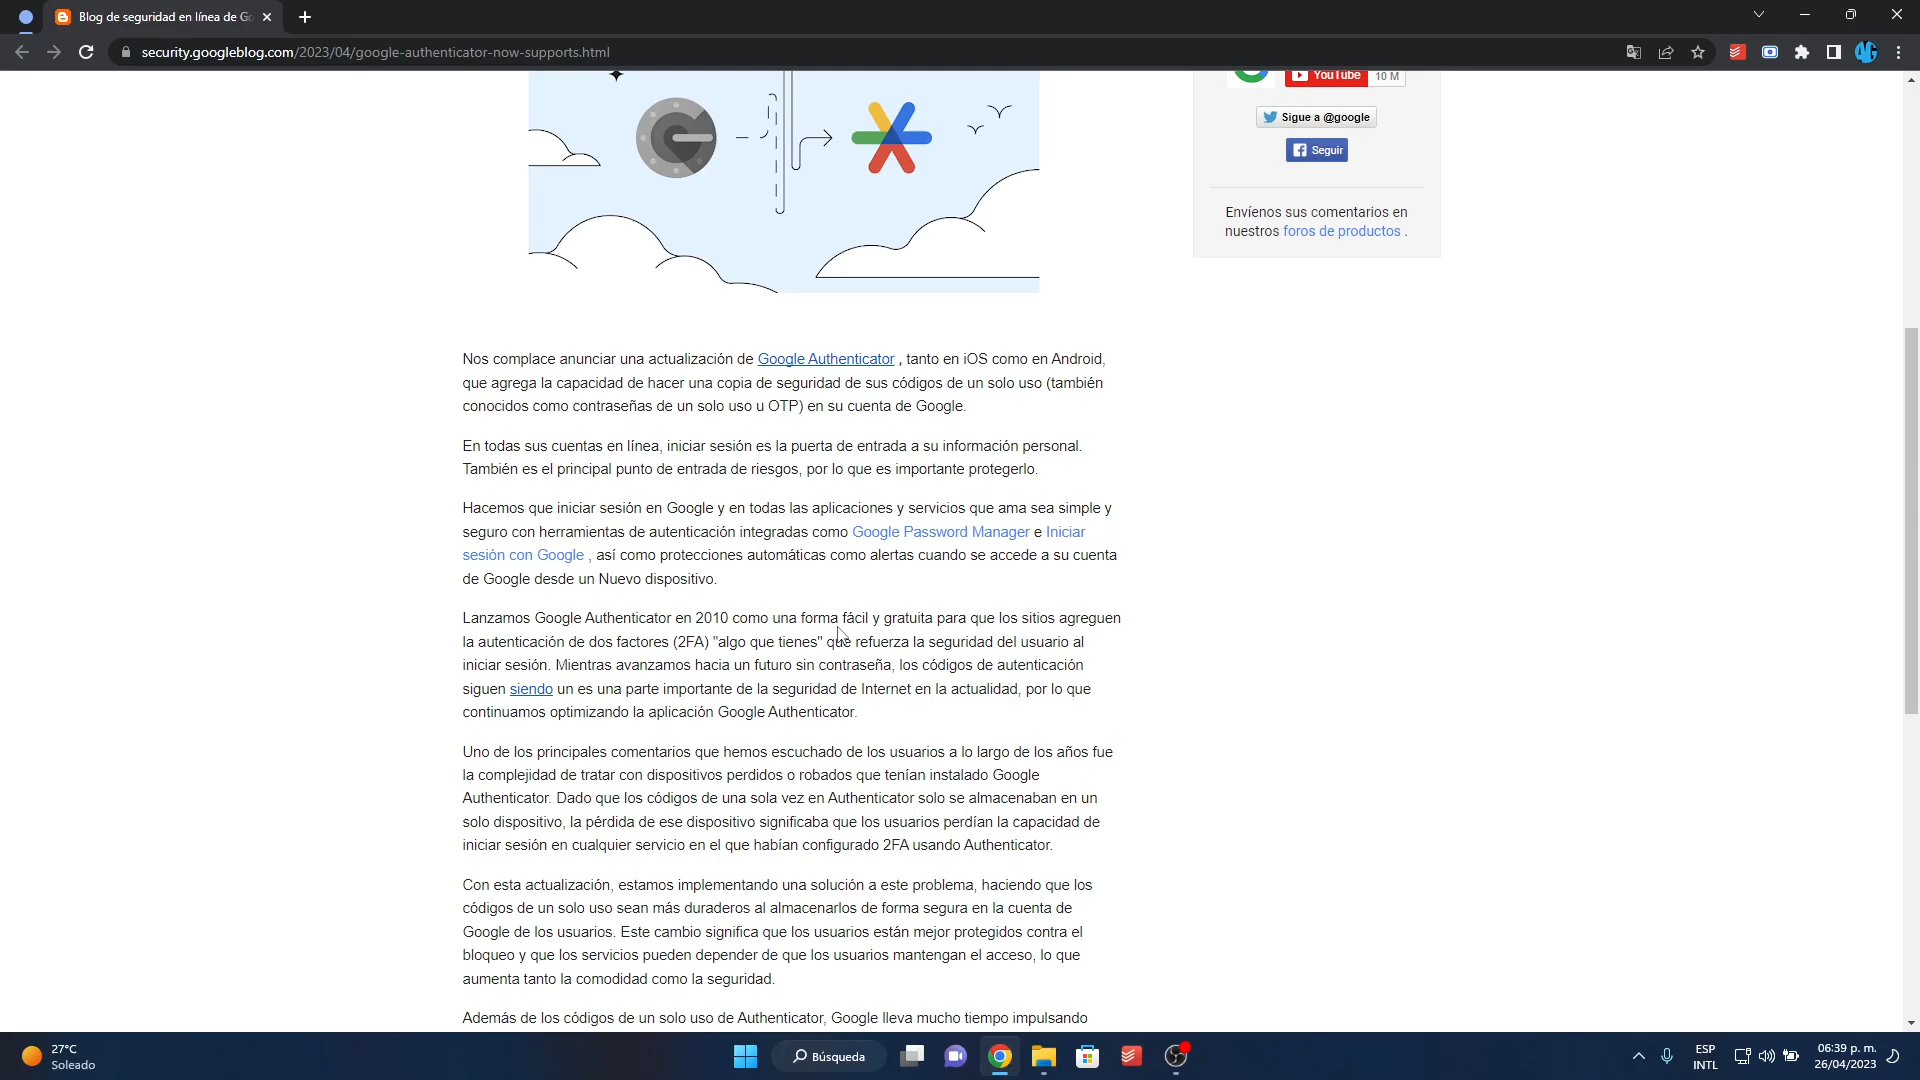 Blog de seguridad en línea de Go
security.googleblog.com/2023/04/google-authenticator-now-supports.html
YouTube 10 M
Sigue a @google
Seguir
Envíenos sus comentarios en
nuestros foros de productos .
Nos complace anunciar una actualización de Google Authenticator , tanto en iOS como en Android,
que agrega la capacidad de hacer una copia de seguridad de sus códigos de un solo uso (también
conocidos como contraseñas de un solo uso u OTP) en su cuenta de Google.
En todas sus cuentas en línea, iniciar sesión es la puerta de entrada a su información personal.
También es el principal punto de entrada de riesgos, por lo que es importante protegerlo.
Hacemos que iniciar sesión en Google y en todas las aplicaciones y servicios que ama sea simple y
seguro con herramientas de autenticación integradas como Google Password Manager e Iniciar
sesión con Google , así como protecciones automáticas como alertas cuando se accede a su cuenta
de Google desde un Nuevo dispositivo.
Lanzamos Google Authenticator en 2010 como una forma fácil y gratuita para que los sitios agreguen
la autenticación de dos factores (2FA) "algo que tienes" que refuerza la seguridad del usuario al
iniciar sesión. Mientras avanzamos hacia un futuro sin contraseña, los códigos de autenticación
siguen siendo un es una parte importante de la seguridad de Internet en la actualidad, por lo que
continuamos optimizando la aplicación Google Authenticator.
Uno de los principales comentarios que hemos escuchado de los usuarios a lo largo de los años fue
la complejidad de tratar con dispositivos perdidos o robados que tenían instalado Google
Authenticator. Dado que los códigos de una sola vez en Authenticator solo se almacenaban en un
solo dispositivo, la pérdida de ese dispositivo significaba que los usuarios perdían la capacidad de
iniciar sesión en cualquier servicio en el que habían configurado 2FA usando Authenticator.
Con esta actualización, estamos implementando una solución a este problema, haciendo que los
códigos de un solo uso sean más duraderos al almacenarlos de forma segura en la cuenta de
Google de los usuarios. Este cambio significa que los usuarios están mejor protegidos contra el
bloqueo y que los servicios pueden depender de que los usuarios mantengan el acceso, lo que
aumenta tanto la comodidad como la seguridad.
Además de los códigos de un solo uso de Authenticator, Google lleva mucho tiempo impulsando
27°C
Soleado
Búsqueda
ESP
INTL
06:39 p. m.
26/04/2023